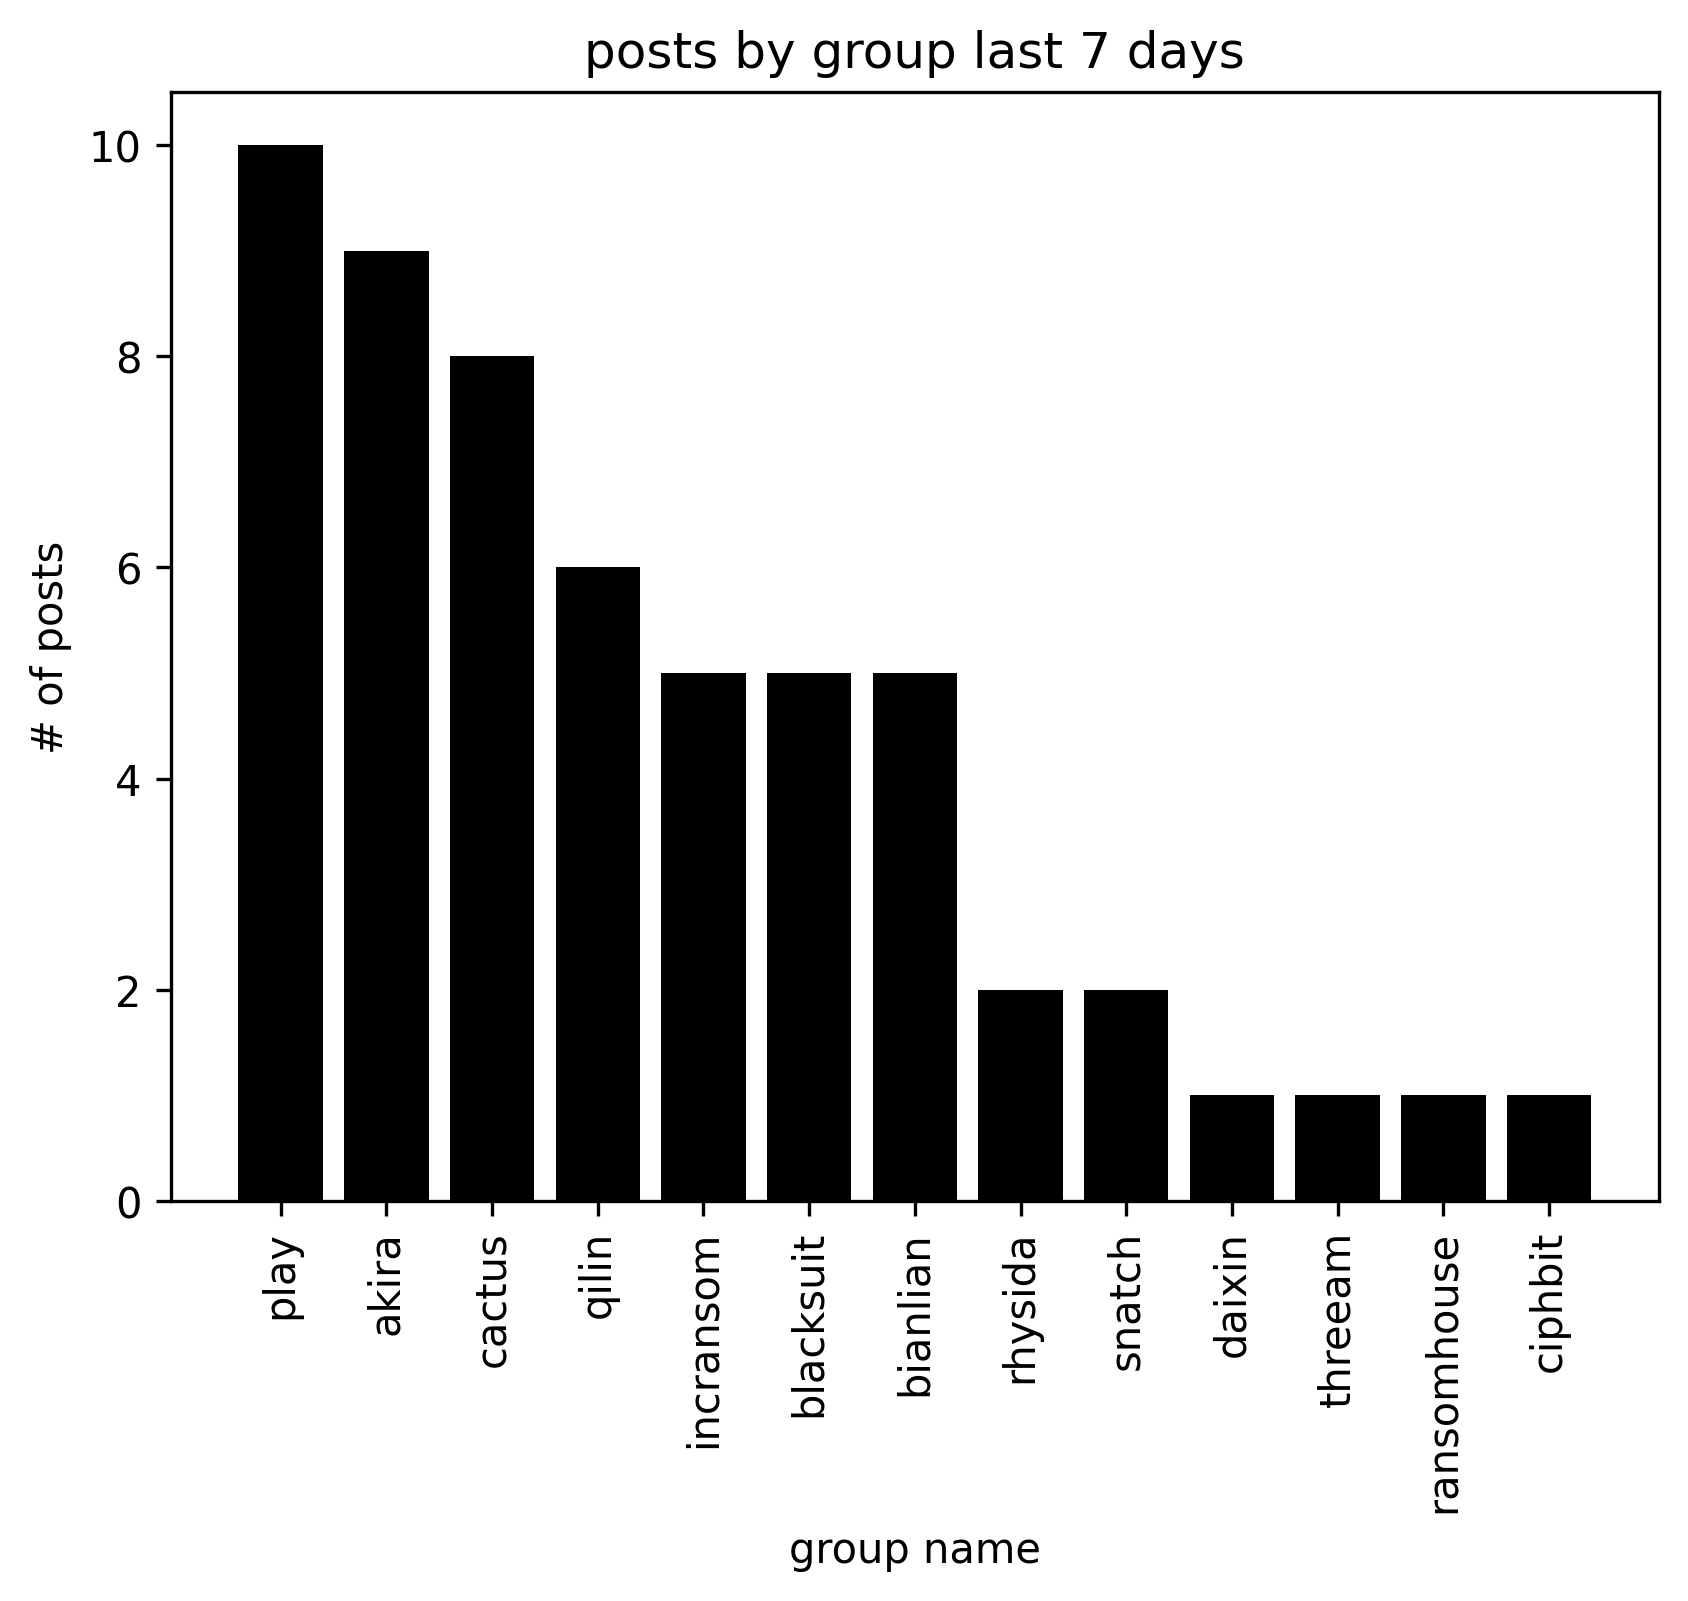 posts by group last 7 days
10
8
6
4
2
0
# of posts
play
akira
cactus
qilin
incransom
blacksuit
bianlian
rhysida
snatch
daixin
threeam
ransomhouse
ciphbit
group name